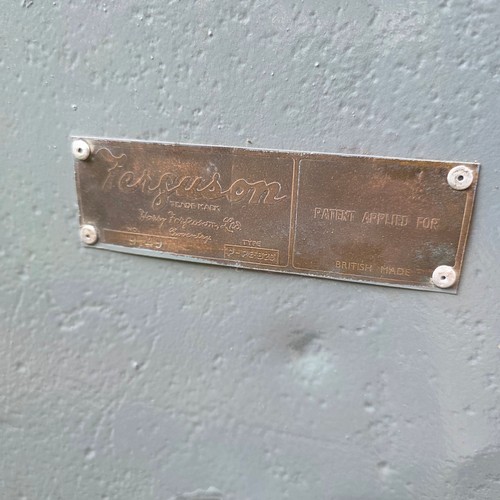 Ferguson
TRADE MARK
Harry Ferguson, Ltd
Coventry
TYPE
PATENT APPLIED FOR
BRITISH MADE